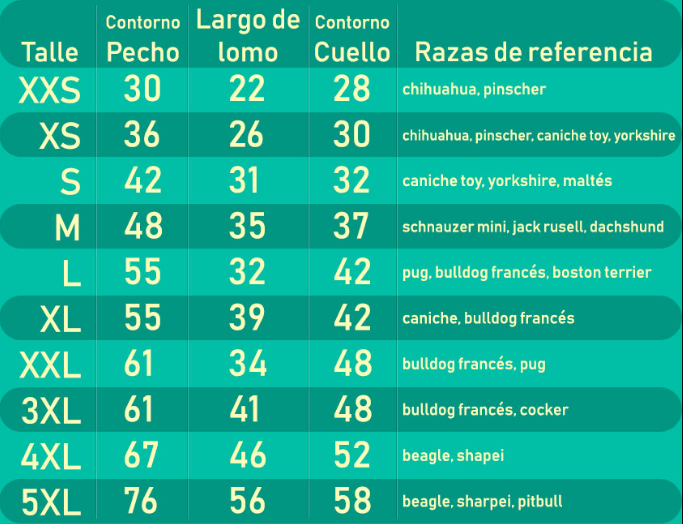 Talle Contorno Pecho Largo de lomo Contorno Cuello Razas de referencia
XXS 30 22 28 chihuahua, pinscher
XS 36 26 30 chihuahua, pinscher, caniche toy, yorkshire
S 42 31 32 caniche toy, yorkshire, maltés
M 48 35 37 schnauzer mini, jack rusell, dachshund
L 55 32 42 pug, bulldog francés, boston terrier
XL 55 39 42 caniche, bulldog francés
XXL 61 34 48 bulldog francés, pug
3XL 61 41 48 bulldog francés, cocker
4XL 67 46 52 beagle, shapei
5XL 76 56 58 beagle, sharpei, pitbull